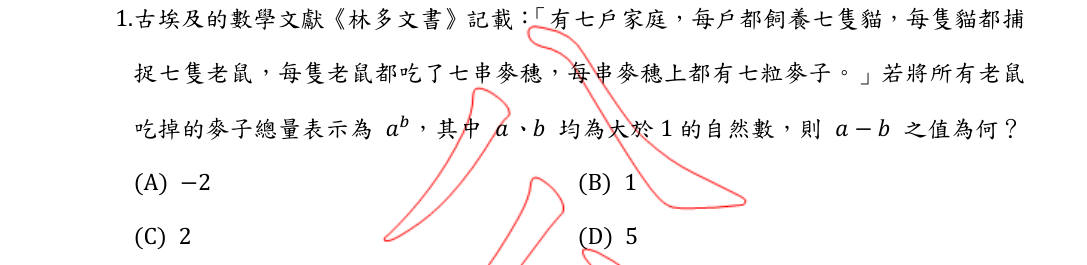 1.古埃及的數學文獻《林多文書》記載：「有七戶家庭，每戶都飼養七隻貓，每隻貓都捕
捉七隻老鼠，每隻老鼠都吃了七串麥穗，每串麥穗上都有七粒麥子。」若將所有老鼠
吃掉的麥子總量表示為 a^b，其中 a、b 均為大於 1 的自然數，則 a − b 之值為何？
(A) −2 (B) 1
(C) 2 (D) 5